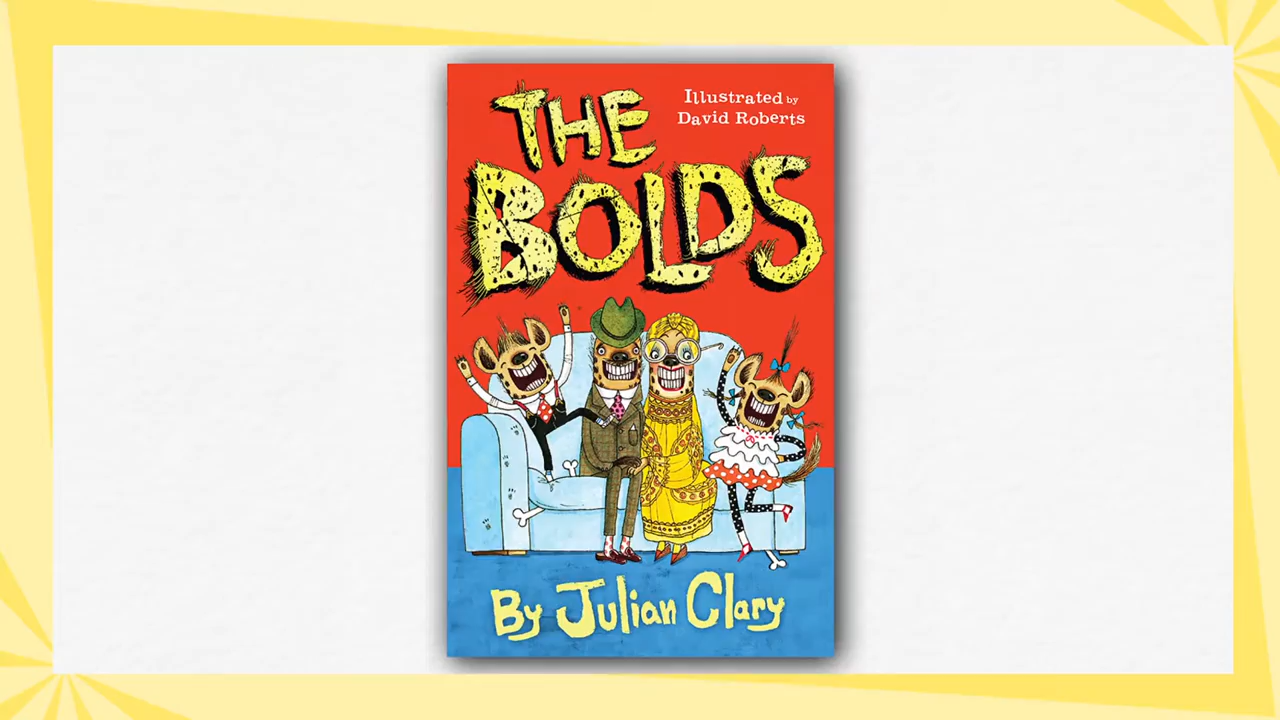 THE
BOLDS
Illustrated by
David Roberts
By Julian Clary